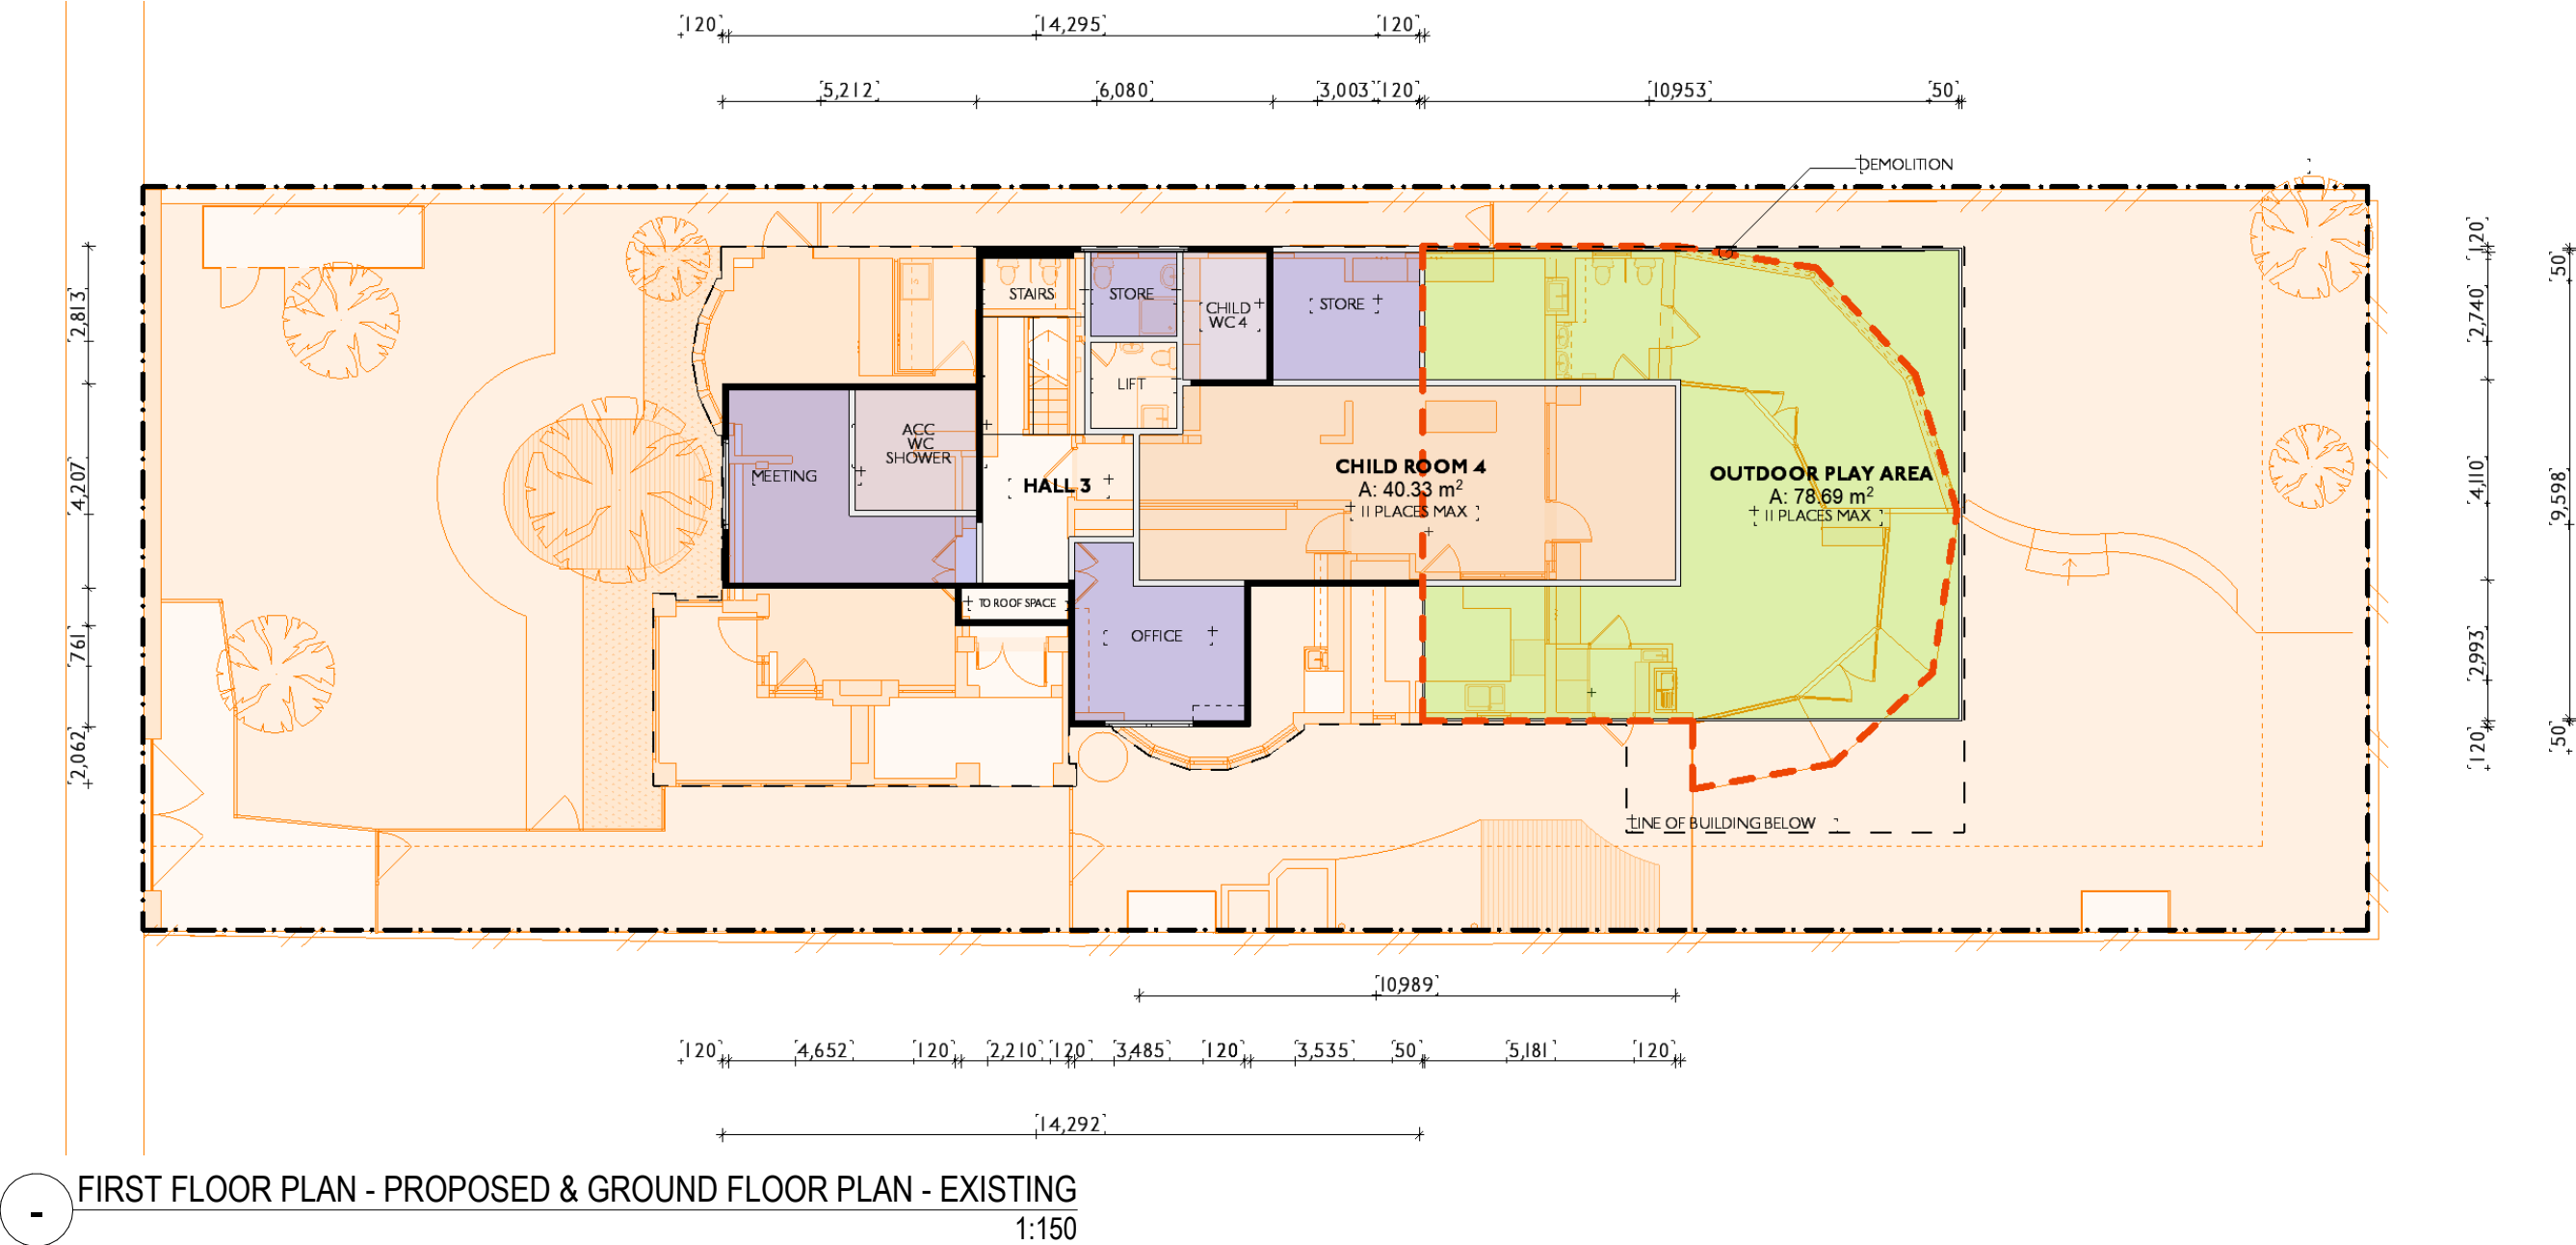 120 14,295 120
5,212 6,080 3,003 120 10,953 50
DEMOLITION
120
50
2,813
2,740
STAIRS
STORE
CHILD
WC 4
STORE
LIFT
ACC
WC
SHOWER
MEETING
HALL 3
CHILD ROOM 4
A: 40.33 m²
11 PLACES MAX
OUTDOOR PLAY AREA
A: 78.69 m²
11 PLACES MAX
4,207
4,110
9,598
TO ROOF SPACE
OFFICE
761
2,993
2,062
120
50
LINE OF BUILDING BELOW
10,989
120 4,652 120 2,210 120 3,485 120 3,535 50 5,181 120
14,292
- FIRST FLOOR PLAN - PROPOSED & GROUND FLOOR PLAN - EXISTING
1:150